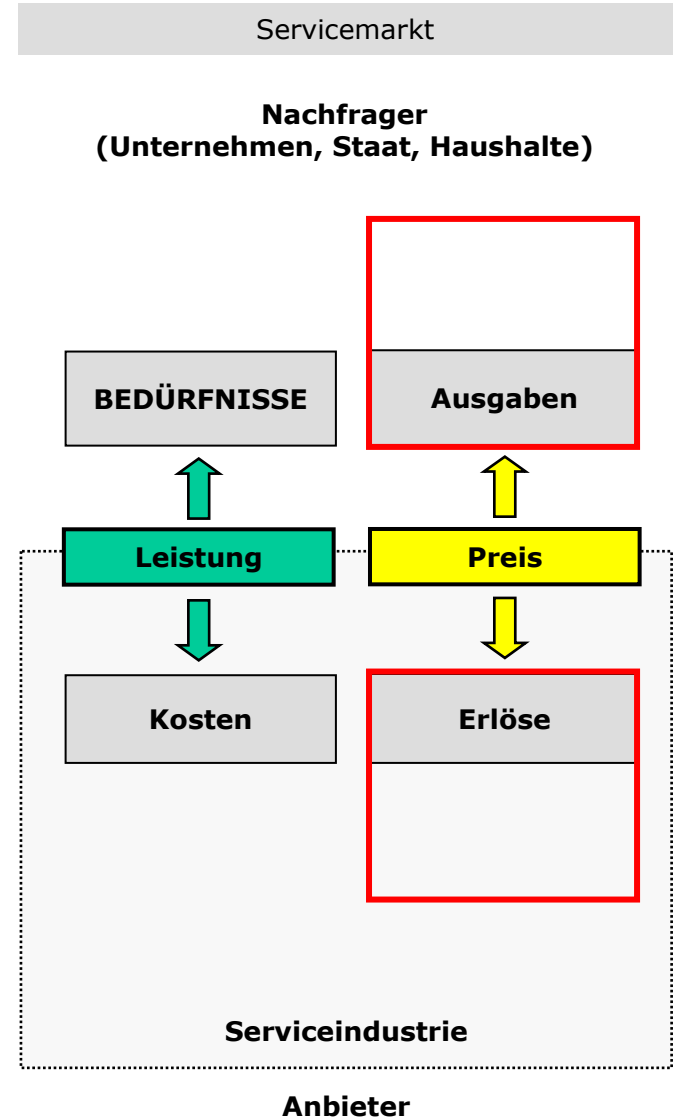 Servicemarkt
Nachfrager
(Unternehmen, Staat, Haushalte)
BEDÜRFNISSE
Ausgaben
Leistung
Preis
Kosten
Erlöse
Serviceindustrie
Anbieter